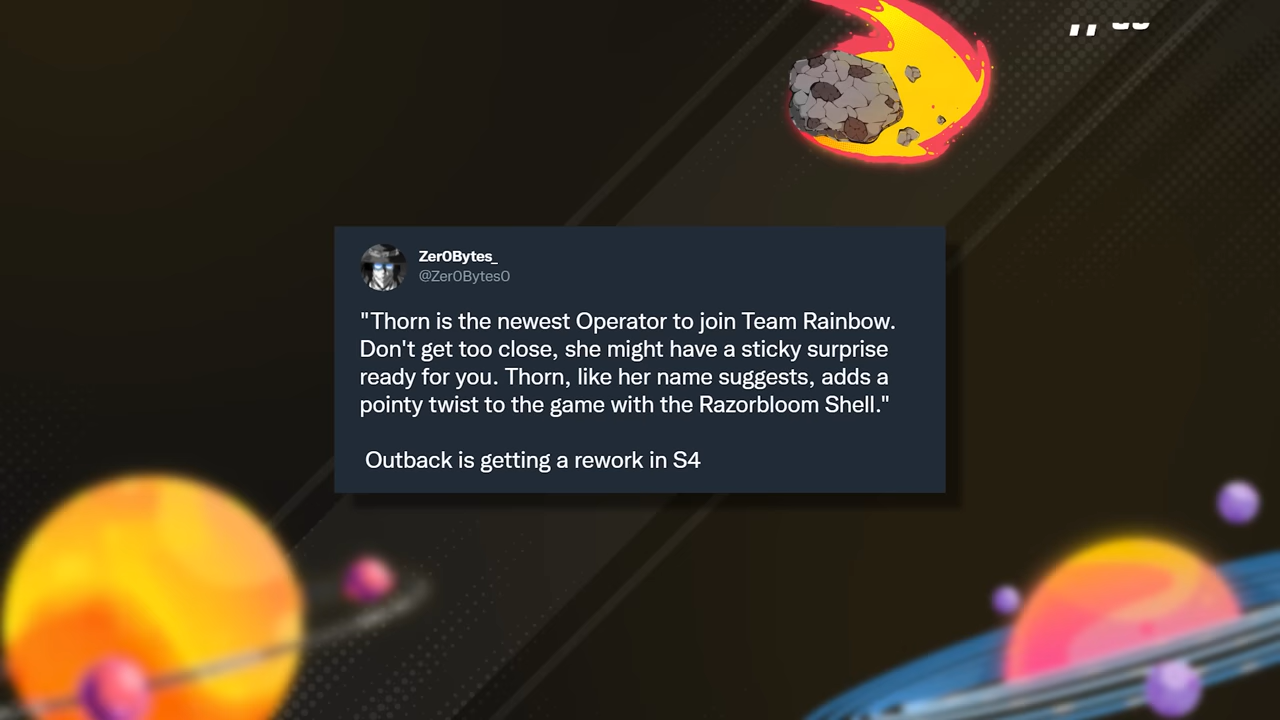 Zer0Bytes_
@Zer0Bytes0
"Thorn is the newest Operator to join Team Rainbow.
Don't get too close, she might have a sticky surprise
ready for you. Thorn, like her name suggests, adds a
pointy twist to the game with the Razorbloom Shell."
Outback is getting a rework in S4